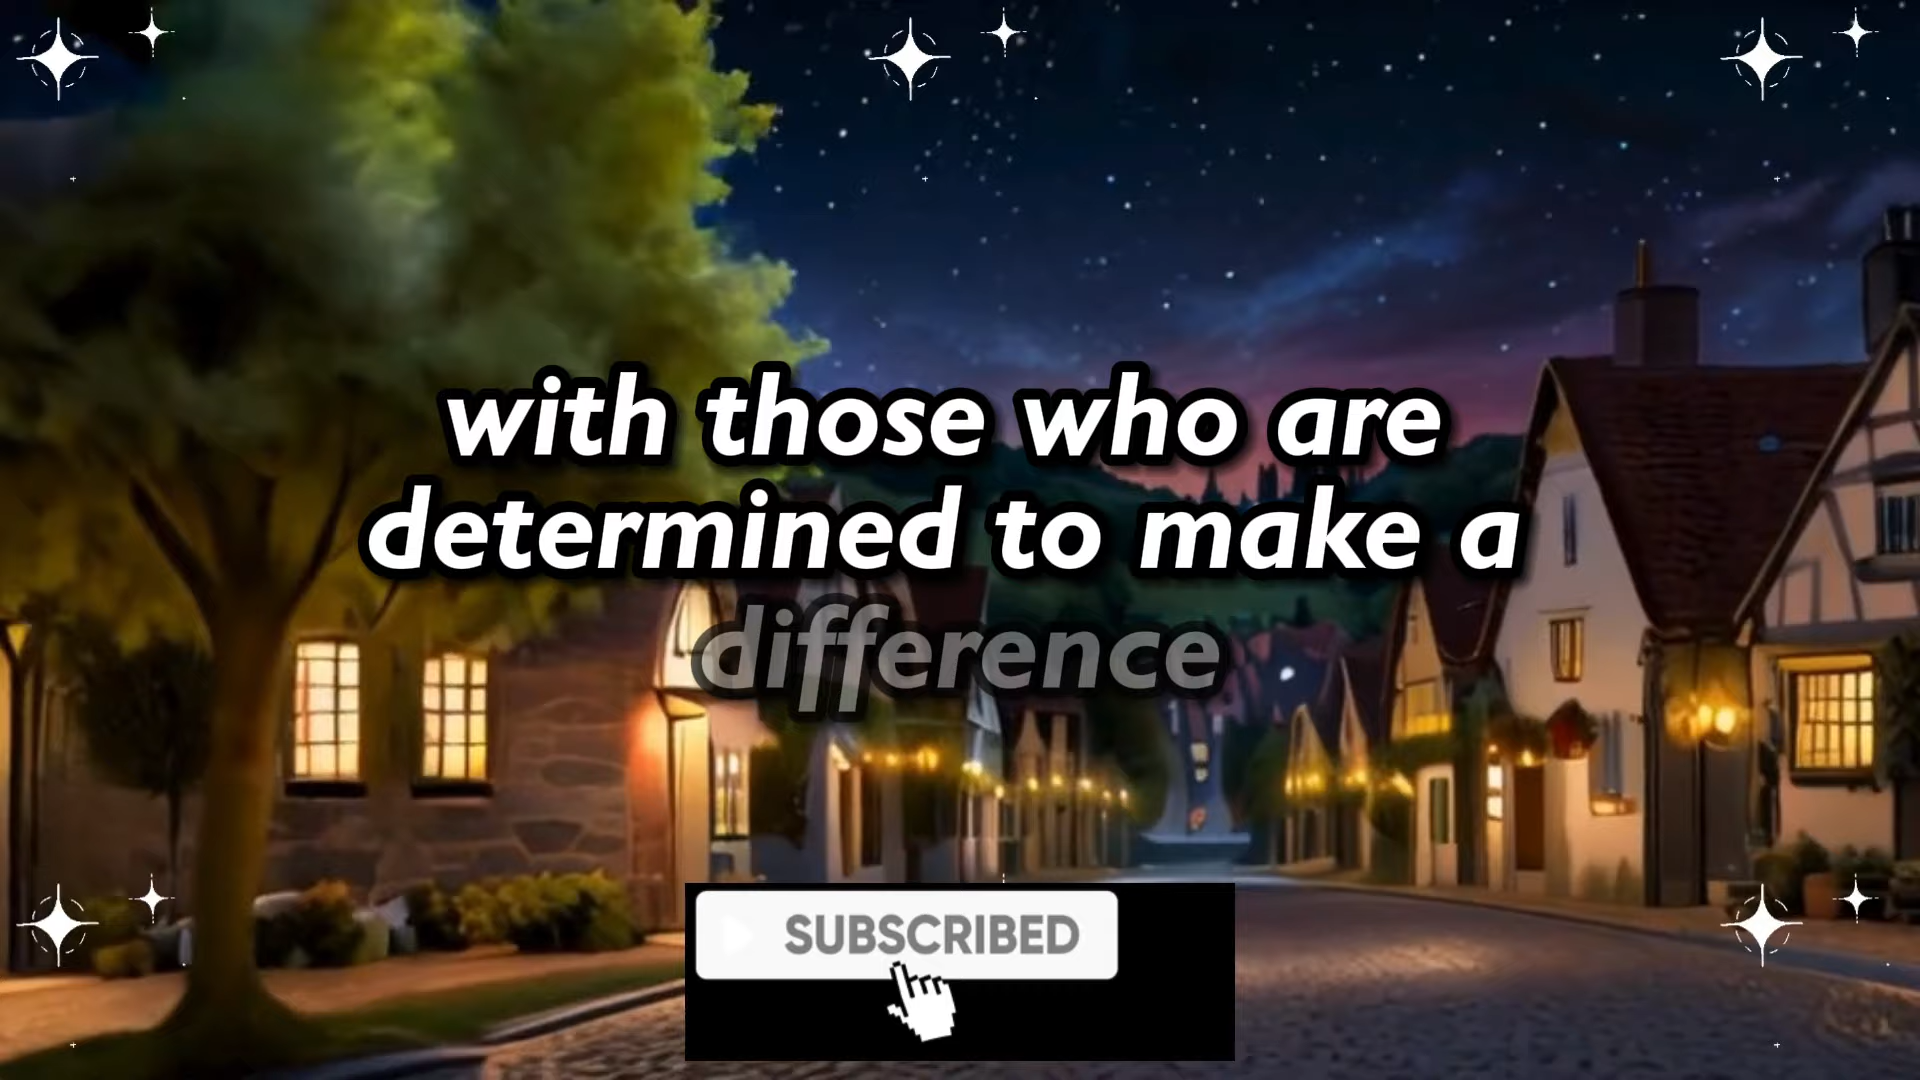 with those who are
determined to make a
difference
SUBSCRIBED